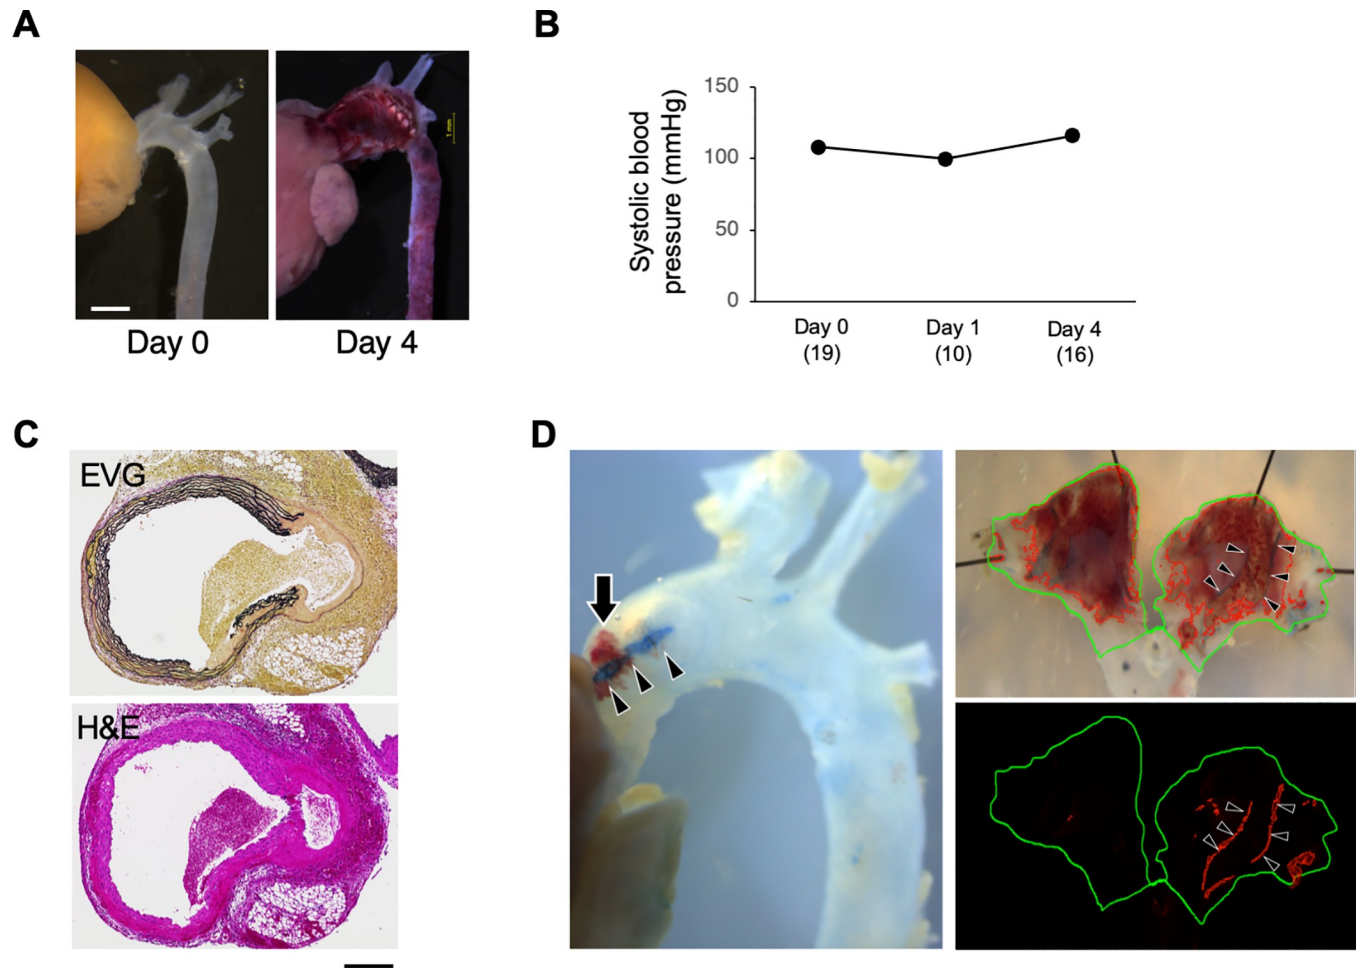 A
B
1 mm
Day 0
Day 4
Systolic blood
pressure (mmHg)
150
100
50
0
Day 0
(19)
Day 1
(10)
Day 4
(16)
C
D
EVG
H&E